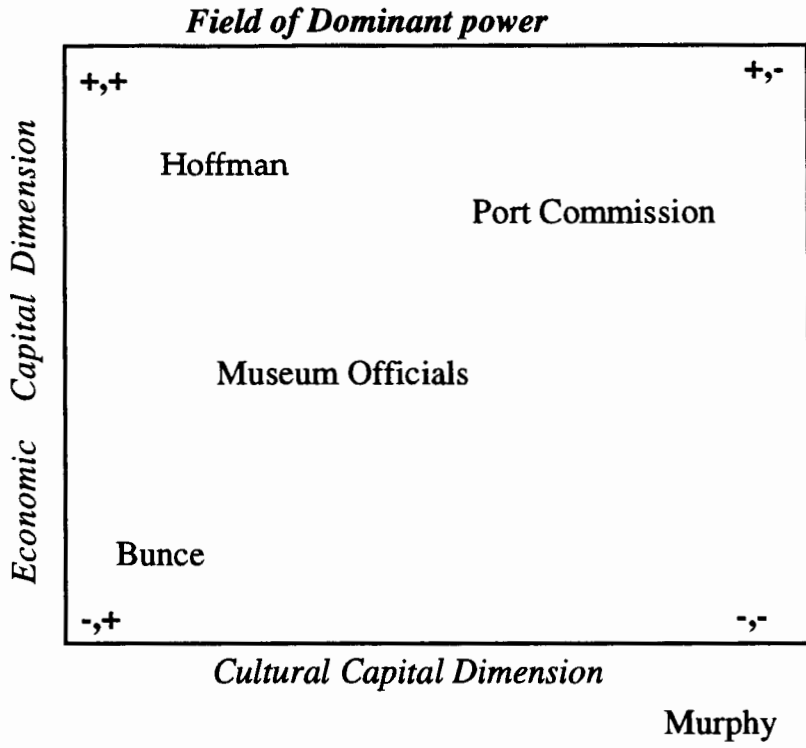 Field of Dominant power
+,+
+,-
Hoffman
Port Commission
Economic Capital Dimension
Museum Officials
Bunce
-,+
-,-
Cultural Capital Dimension
Murphy